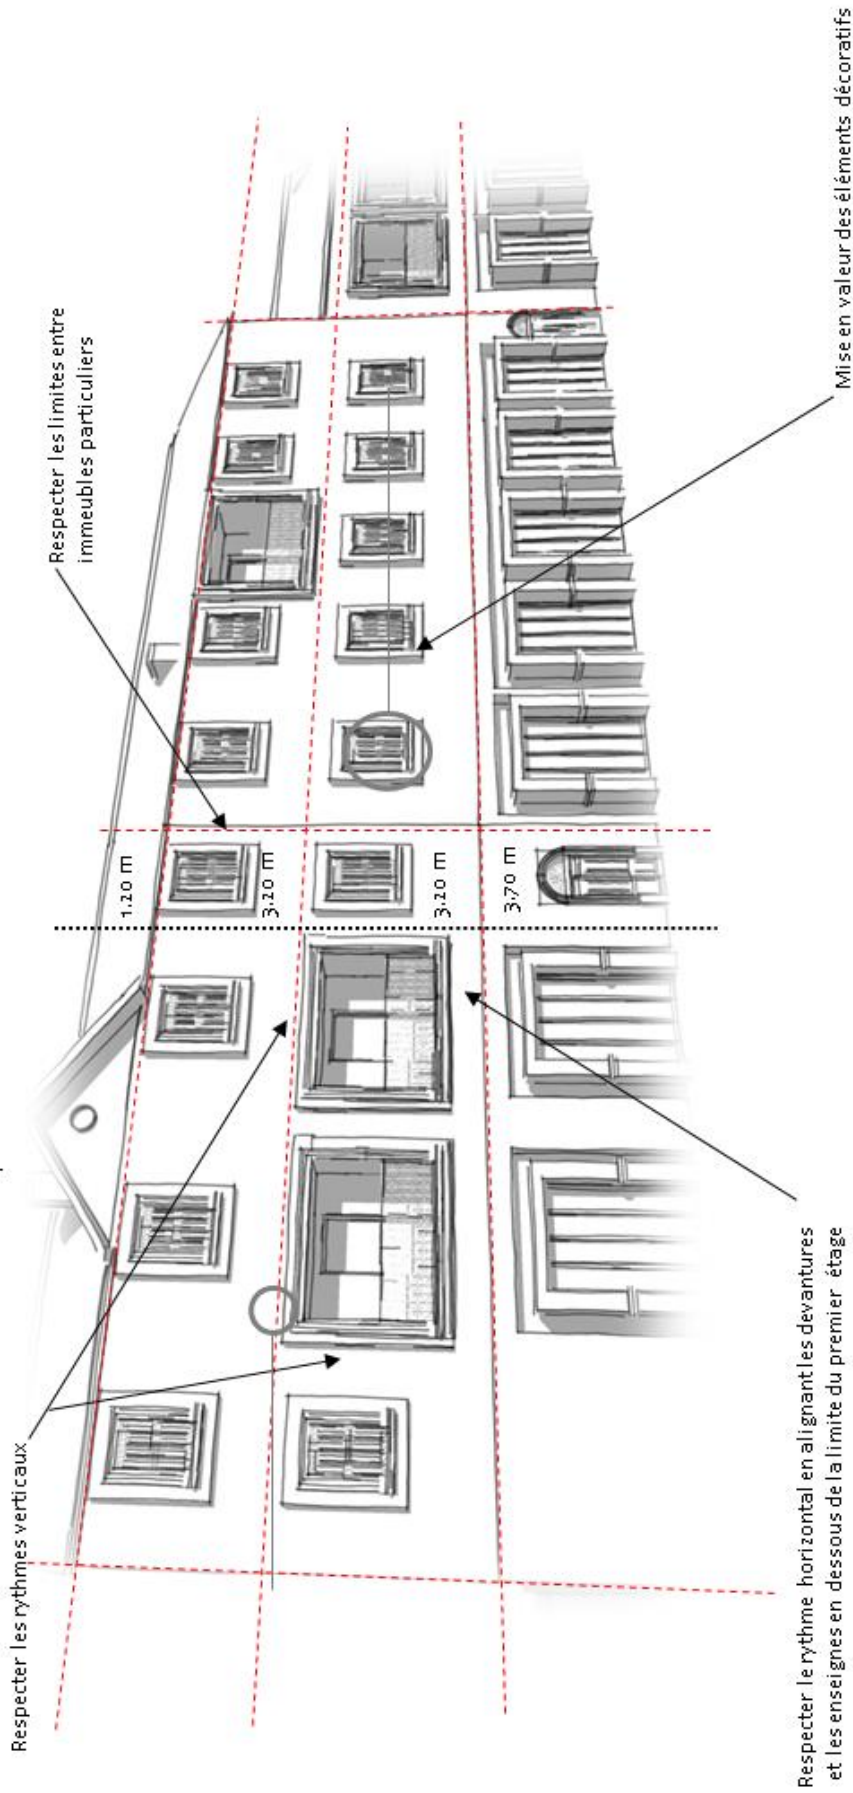 Respecter les rythmes verticaux
Respecter les limites entre
immeubles particuliers
1.20 m
3.20 m
3.20 m
3.70 m
Respecter le rythme horizontal en alignant les devantures
et les enseignes en dessous de la limite du premier étage
Mise en valeur des éléments décoratifs